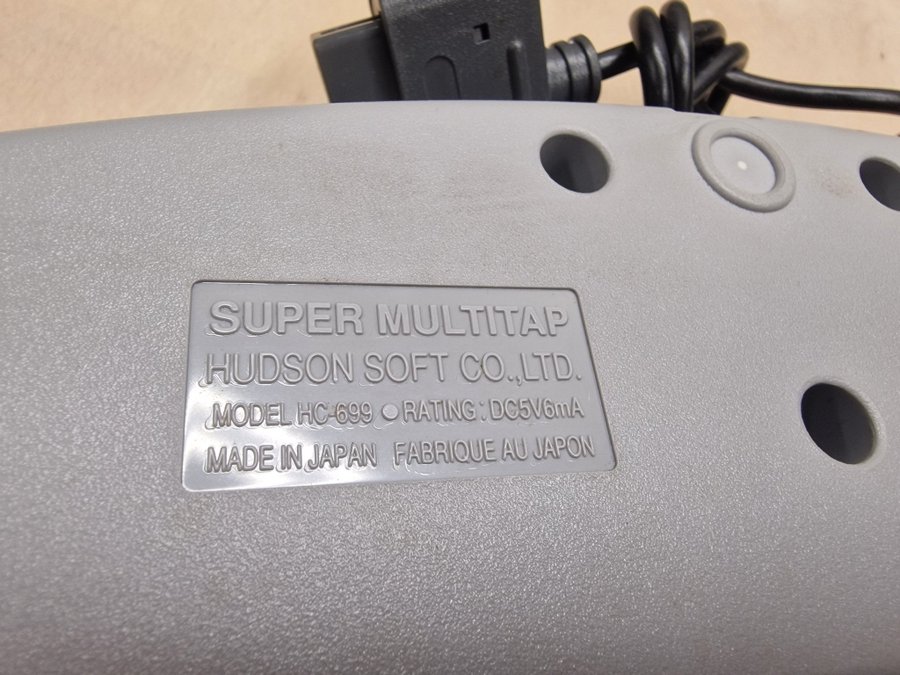 SUPER MULTITAP
HUDSON SOFT CO.,LTD.
MODEL HC-699 ● RATING : DC5V6mA
MADE IN JAPAN FABRIQUE AU JAPON